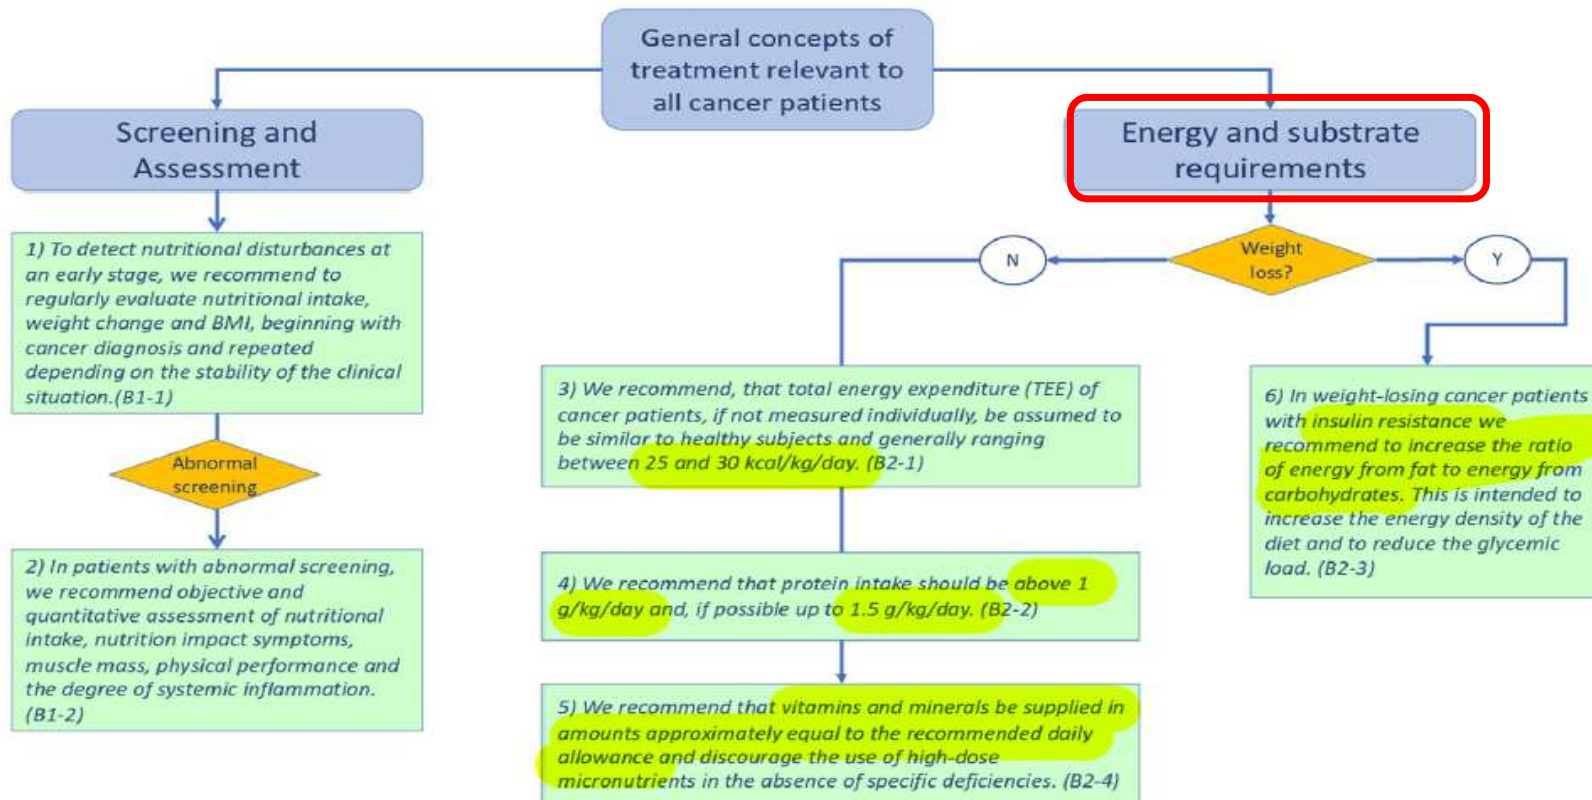 General concepts of
treatment relevant to
all cancer patients
Screening and
Assessment
1) To detect nutritional disturbances at
an early stage, we recommend to
regularly evaluate nutritional intake,
weight change and BMI, beginning with
cancer diagnosis and repeated
depending on the stability of the clinical
situation.(B1-1)
Abnormal
screening
2) In patients with abnormal screening,
we recommend objective and
quantitative assessment of nutritional
intake, nutrition impact symptoms,
muscle mass, physical performance and
the degree of systemic inflammation.
(B1-2)
Energy and substrate
requirements
Weight
loss?
N
Y
3) We recommend, that total energy expenditure (TEE) of
cancer patients, if not measured individually, be assumed to
be similar to healthy subjects and generally ranging
between 25 and 30 kcal/kg/day. (B2-1)
4) We recommend that protein intake should be above 1
g/kg/day and, if possible up to 1.5 g/kg/day. (B2-2)
5) We recommend that vitamins and minerals be supplied in
amounts approximately equal to the recommended daily
allowance and discourage the use of high-dose
micronutrients in the absence of specific deficiencies. (B2-4)
6) In weight-losing cancer patients
with insulin resistance we
recommend to increase the ratio
of energy from fat to energy from
carbohydrates. This is intended to
increase the energy density of the
diet and to reduce the glycemic
load. (B2-3)